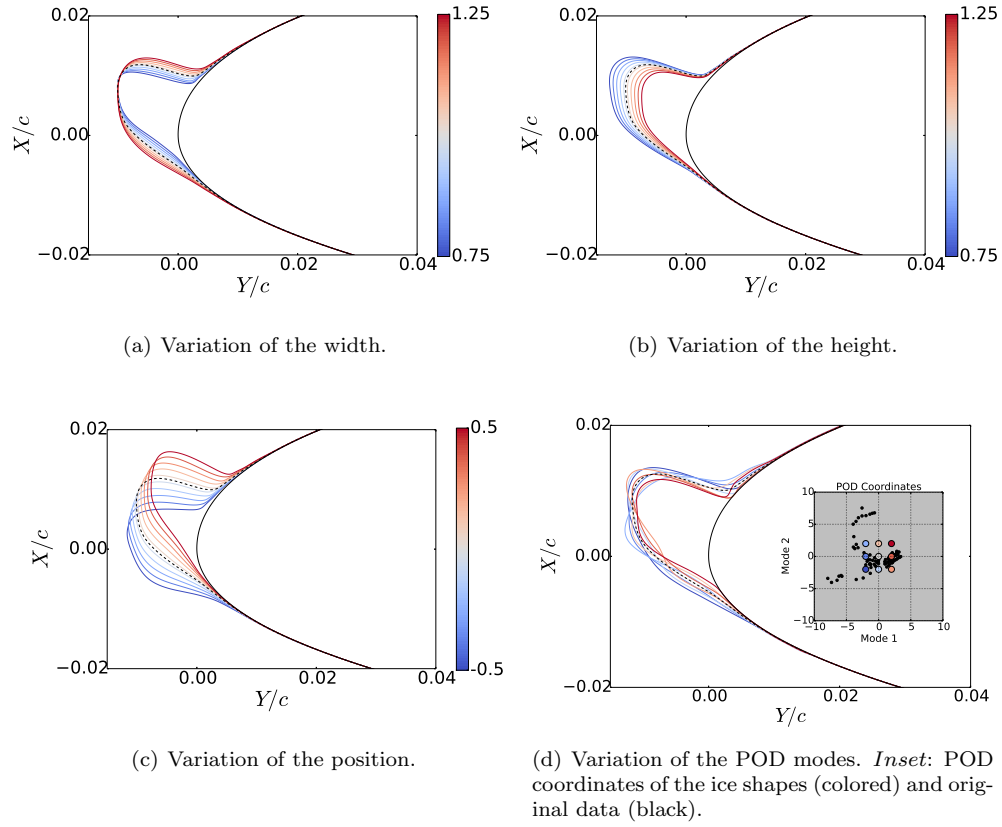 0.02
0.00
−0.02
X/c
0.00
0.02
0.04
Y/c
1.25
0.75
(a) Variation of the width.
0.02
0.00
−0.02
X/c
0.00
0.02
0.04
Y/c
1.25
0.75
(b) Variation of the height.
0.02
0.00
−0.02
X/c
0.00
0.02
0.04
Y/c
0.5
-0.5
(c) Variation of the position.
0.02
0.00
−0.02
X/c
0.00
0.02
0.04
Y/c
POD Coordinates
10
5
0
−5
−10
Mode 2
−10
−5
0
5
10
Mode 1
(d) Variation of the POD modes. Inset: POD
coordinates of the ice shapes (colored) and orig-
inal data (black).